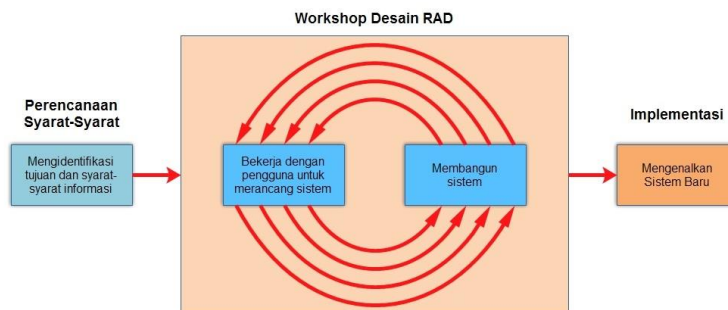 Workshop Desain RAD
Perencanaan
Syarat-Syarat
Mengidentifikasi
tujuan dan syarat-
syarat informasi
Bekerja dengan
pengguna untuk
merancang sistem
Membangun
sistem
Implementasi
Mengenalkan
Sistem Baru